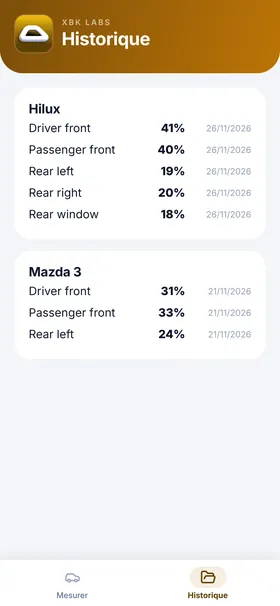 XBK LABS
Historique
Hilux
Driver front 41% 26/11/2026
Passenger front 40% 26/11/2026
Rear left 19% 26/11/2026
Rear right 20% 26/11/2026
Rear window 18% 26/11/2026
Mazda 3
Driver front 31% 21/11/2026
Passenger front 33% 21/11/2026
Rear left 24% 21/11/2026
Mesurer Historique